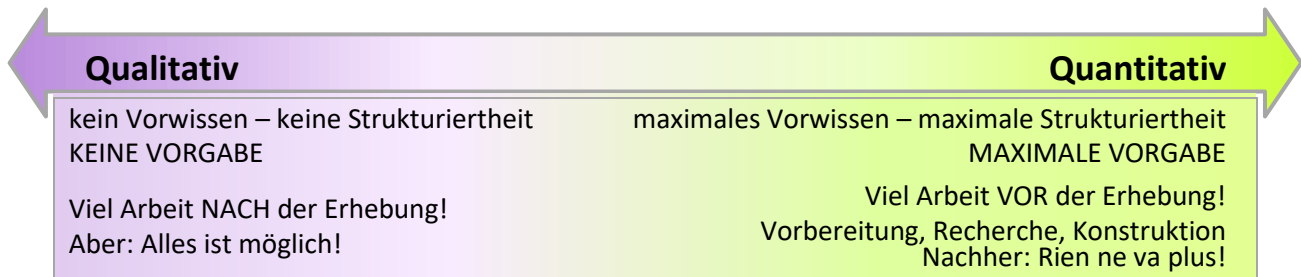 Qualitativ
Quantitativ
kein Vorwissen – keine Strukturiertheit
KEINE VORGABE
Viel Arbeit NACH der Erhebung!
Aber: Alles ist möglich!
maximales Vorwissen – maximale Strukturiertheit
MAXIMALE VORGABE
Viel Arbeit VOR der Erhebung!
Vorbereitung, Recherche, Konstruktion
Nachher: Rien ne va plus!